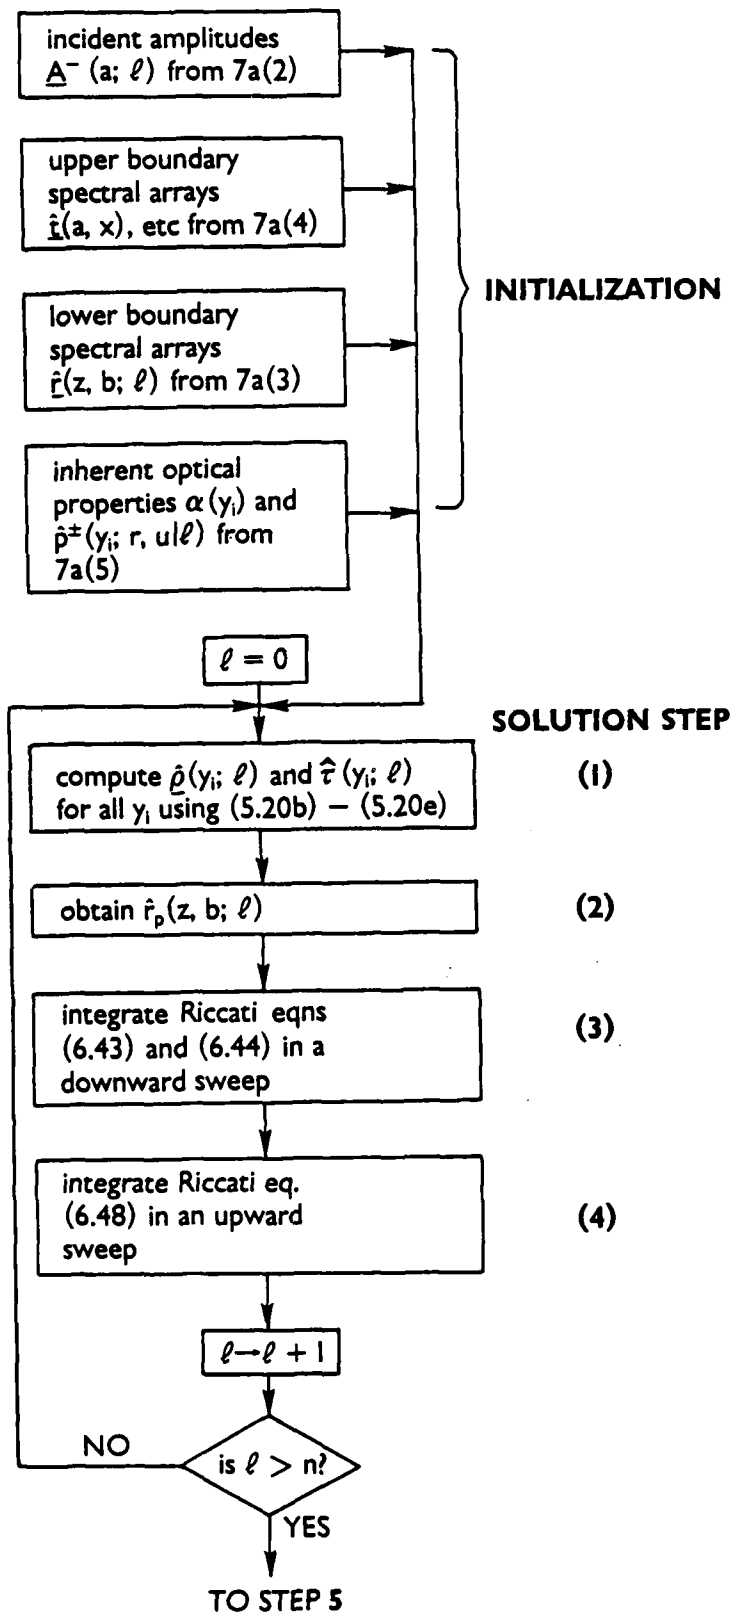 incident amplitudes
A⁻ (a; ℓ) from 7a(2)
upper boundary
spectral arrays
t̂(a, x), etc from 7a(4)
lower boundary
spectral arrays
r̂(z, b; ℓ) from 7a(3)
inherent optical
properties α(yᵢ) and
p̂±(yᵢ; r, u|ℓ) from
7a(5)
INITIALIZATION
ℓ = 0
SOLUTION STEP
compute ρ̂(yᵢ; ℓ) and τ̂(yᵢ; ℓ)
for all yᵢ using (5.20b) – (5.20e)
(1)
obtain r̂ₚ(z, b; ℓ)
(2)
integrate Riccati eqns
(6.43) and (6.44) in a
downward sweep
(3)
integrate Riccati eq.
(6.48) in an upward
sweep
(4)
ℓ→ℓ + 1
is ℓ > n?
NO
YES
TO STEP 5